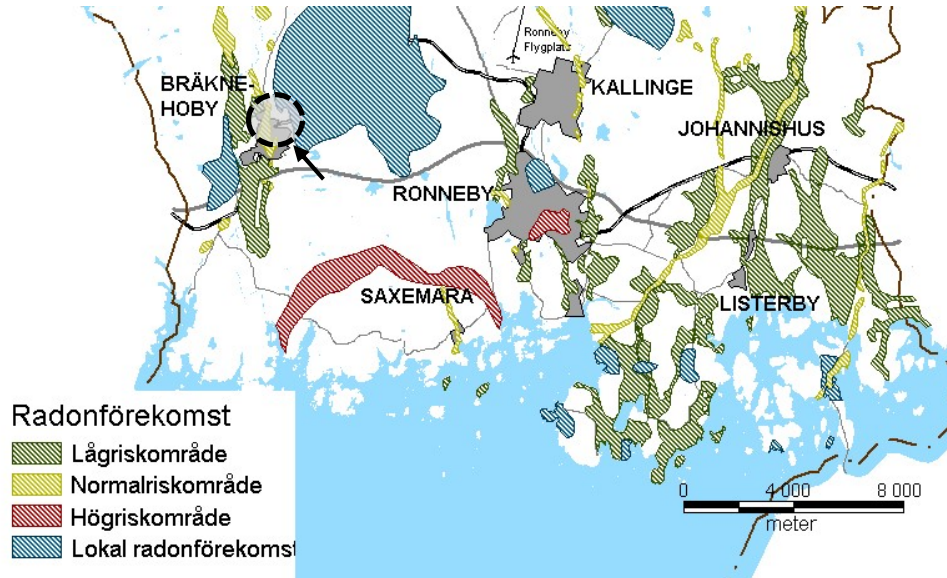 Ronneby
Flygplats
BRÄKNE-
HOBY
KALLINGE
JOHANNISHUS
RONNEBY
SAXEMARA
LISTERBY
Radonförekomst
Lågriskområde
Normalriskområde
Högriskområde
Lokal radonförekomst
0 4 000 8 000
meter